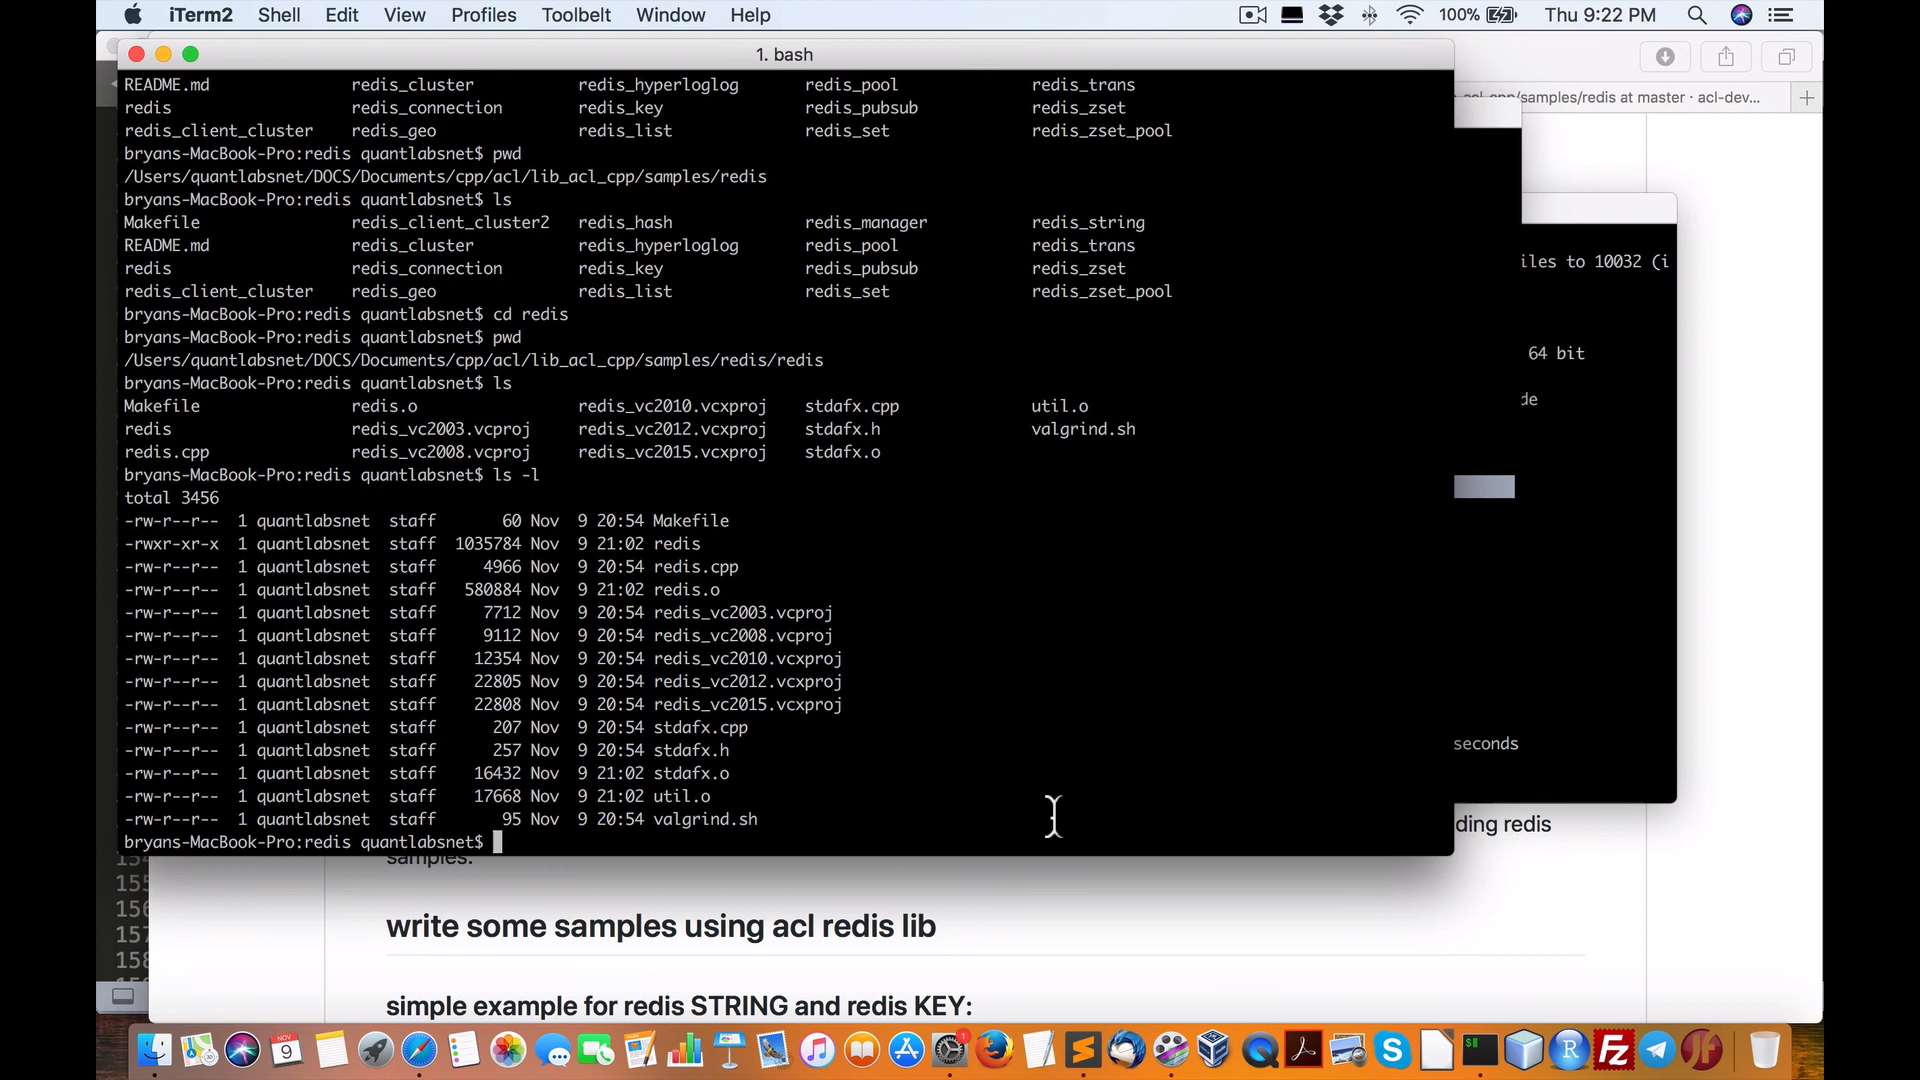 iTerm2 Shell Edit View Profiles Toolbelt Window Help 100% Thu 9:22 PM
1. bash
acl_cpp/samples/redis at master · acl-dev...
README.md redis_cluster redis_hyperloglog redis_pool redis_trans
redis redis_connection redis_key redis_pubsub redis_zset
redis_client_cluster redis_geo redis_list redis_set redis_zset_pool
bryans-MacBook-Pro:redis quantlabsnet$ pwd
/Users/quantlabsnet/DOCS/Documents/cpp/acl/lib_acl_cpp/samples/redis
bryans-MacBook-Pro:redis quantlabsnet$ ls
Makefile redis_client_cluster2 redis_hash redis_manager redis_string
README.md redis_cluster redis_hyperloglog redis_pool redis_trans
redis redis_connection redis_key redis_pubsub redis_zset
redis_client_cluster redis_geo redis_list redis_set redis_zset_pool
bryans-MacBook-Pro:redis quantlabsnet$ cd redis
bryans-MacBook-Pro:redis quantlabsnet$ pwd
/Users/quantlabsnet/DOCS/Documents/cpp/acl/lib_acl_cpp/samples/redis/redis
bryans-MacBook-Pro:redis quantlabsnet$ ls
Makefile redis.o redis_vc2010.vcxproj stdafx.cpp util.o
redis redis_vc2003.vcproj redis_vc2012.vcxproj stdafx.h valgrind.sh
redis.cpp redis_vc2008.vcproj redis_vc2015.vcxproj stdafx.o
bryans-MacBook-Pro:redis quantlabsnet$ ls -l
total 3456
-rw-r--r-- 1 quantlabsnet staff 60 Nov 9 20:54 Makefile
-rwxr-xr-x 1 quantlabsnet staff 1035784 Nov 9 21:02 redis
-rw-r--r-- 1 quantlabsnet staff 4966 Nov 9 20:54 redis.cpp
-rw-r--r-- 1 quantlabsnet staff 580884 Nov 9 21:02 redis.o
-rw-r--r-- 1 quantlabsnet staff 7712 Nov 9 20:54 redis_vc2003.vcproj
-rw-r--r-- 1 quantlabsnet staff 9112 Nov 9 20:54 redis_vc2008.vcproj
-rw-r--r-- 1 quantlabsnet staff 12354 Nov 9 20:54 redis_vc2010.vcxproj
-rw-r--r-- 1 quantlabsnet staff 22805 Nov 9 20:54 redis_vc2012.vcxproj
-rw-r--r-- 1 quantlabsnet staff 22808 Nov 9 20:54 redis_vc2015.vcxproj
-rw-r--r-- 1 quantlabsnet staff 207 Nov 9 20:54 stdafx.cpp
-rw-r--r-- 1 quantlabsnet staff 257 Nov 9 20:54 stdafx.h
-rw-r--r-- 1 quantlabsnet staff 16432 Nov 9 21:02 stdafx.o
-rw-r--r-- 1 quantlabsnet staff 17668 Nov 9 21:02 util.o
-rw-r--r-- 1 quantlabsnet staff 95 Nov 9 20:54 valgrind.sh
bryans-MacBook-Pro:redis quantlabsnet$
iles to 10032 (i
64 bit
de
seconds
ding redis
samples.
155
156
157
158
write some samples using acl redis lib
simple example for redis STRING and redis KEY:
NOV
9
1
$
R
Fz